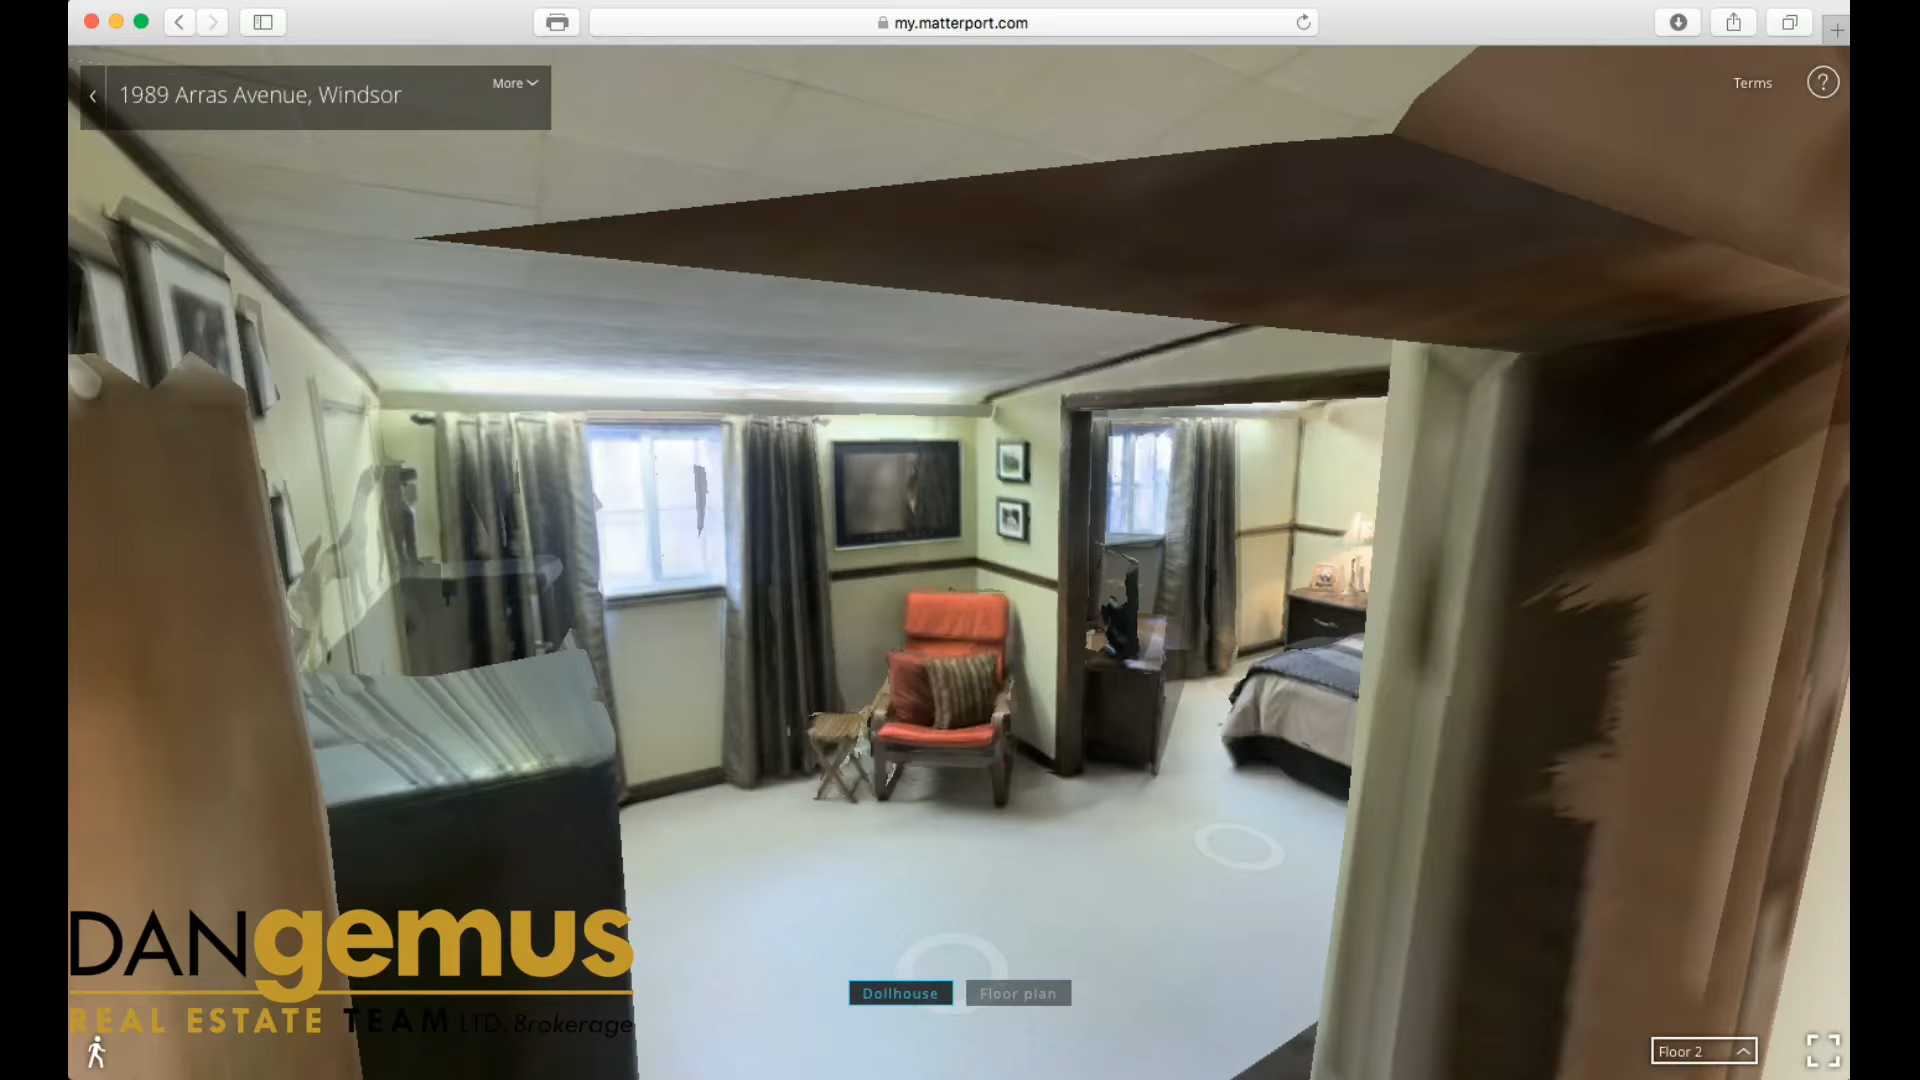 my.matterport.com
1989 Arras Avenue, Windsor
More
Terms
?
DANgemus
REAL ESTATE TEAM LTD. Brokerage
Dollhouse
Floor plan
Floor 2